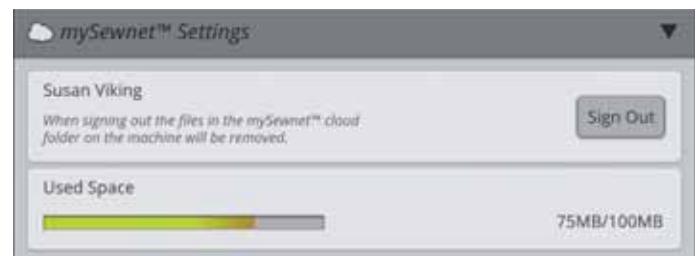 mySewnet™ Settings
Susan Viking
When signing out the files in the mySewnet™ cloud
folder on the machine will be removed.
Sign Out
Used Space
75MB/100MB